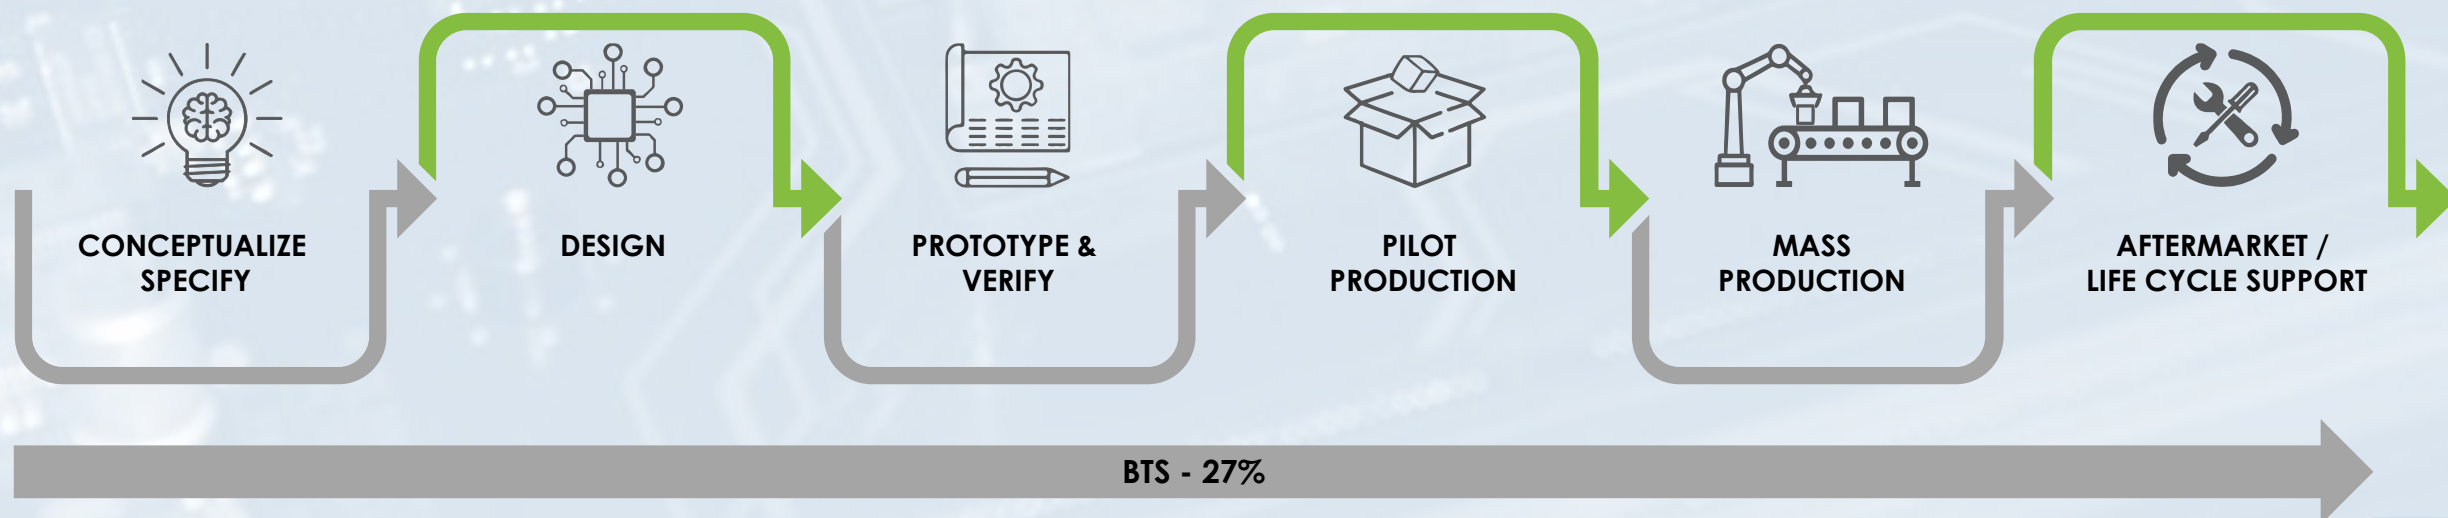 CONCEPTUALIZE
SPECIFY
DESIGN
PROTOTYPE &
VERIFY
PILOT
PRODUCTION
MASS
PRODUCTION
AFTERMARKET /
LIFE CYCLE SUPPORT
BTS - 27%